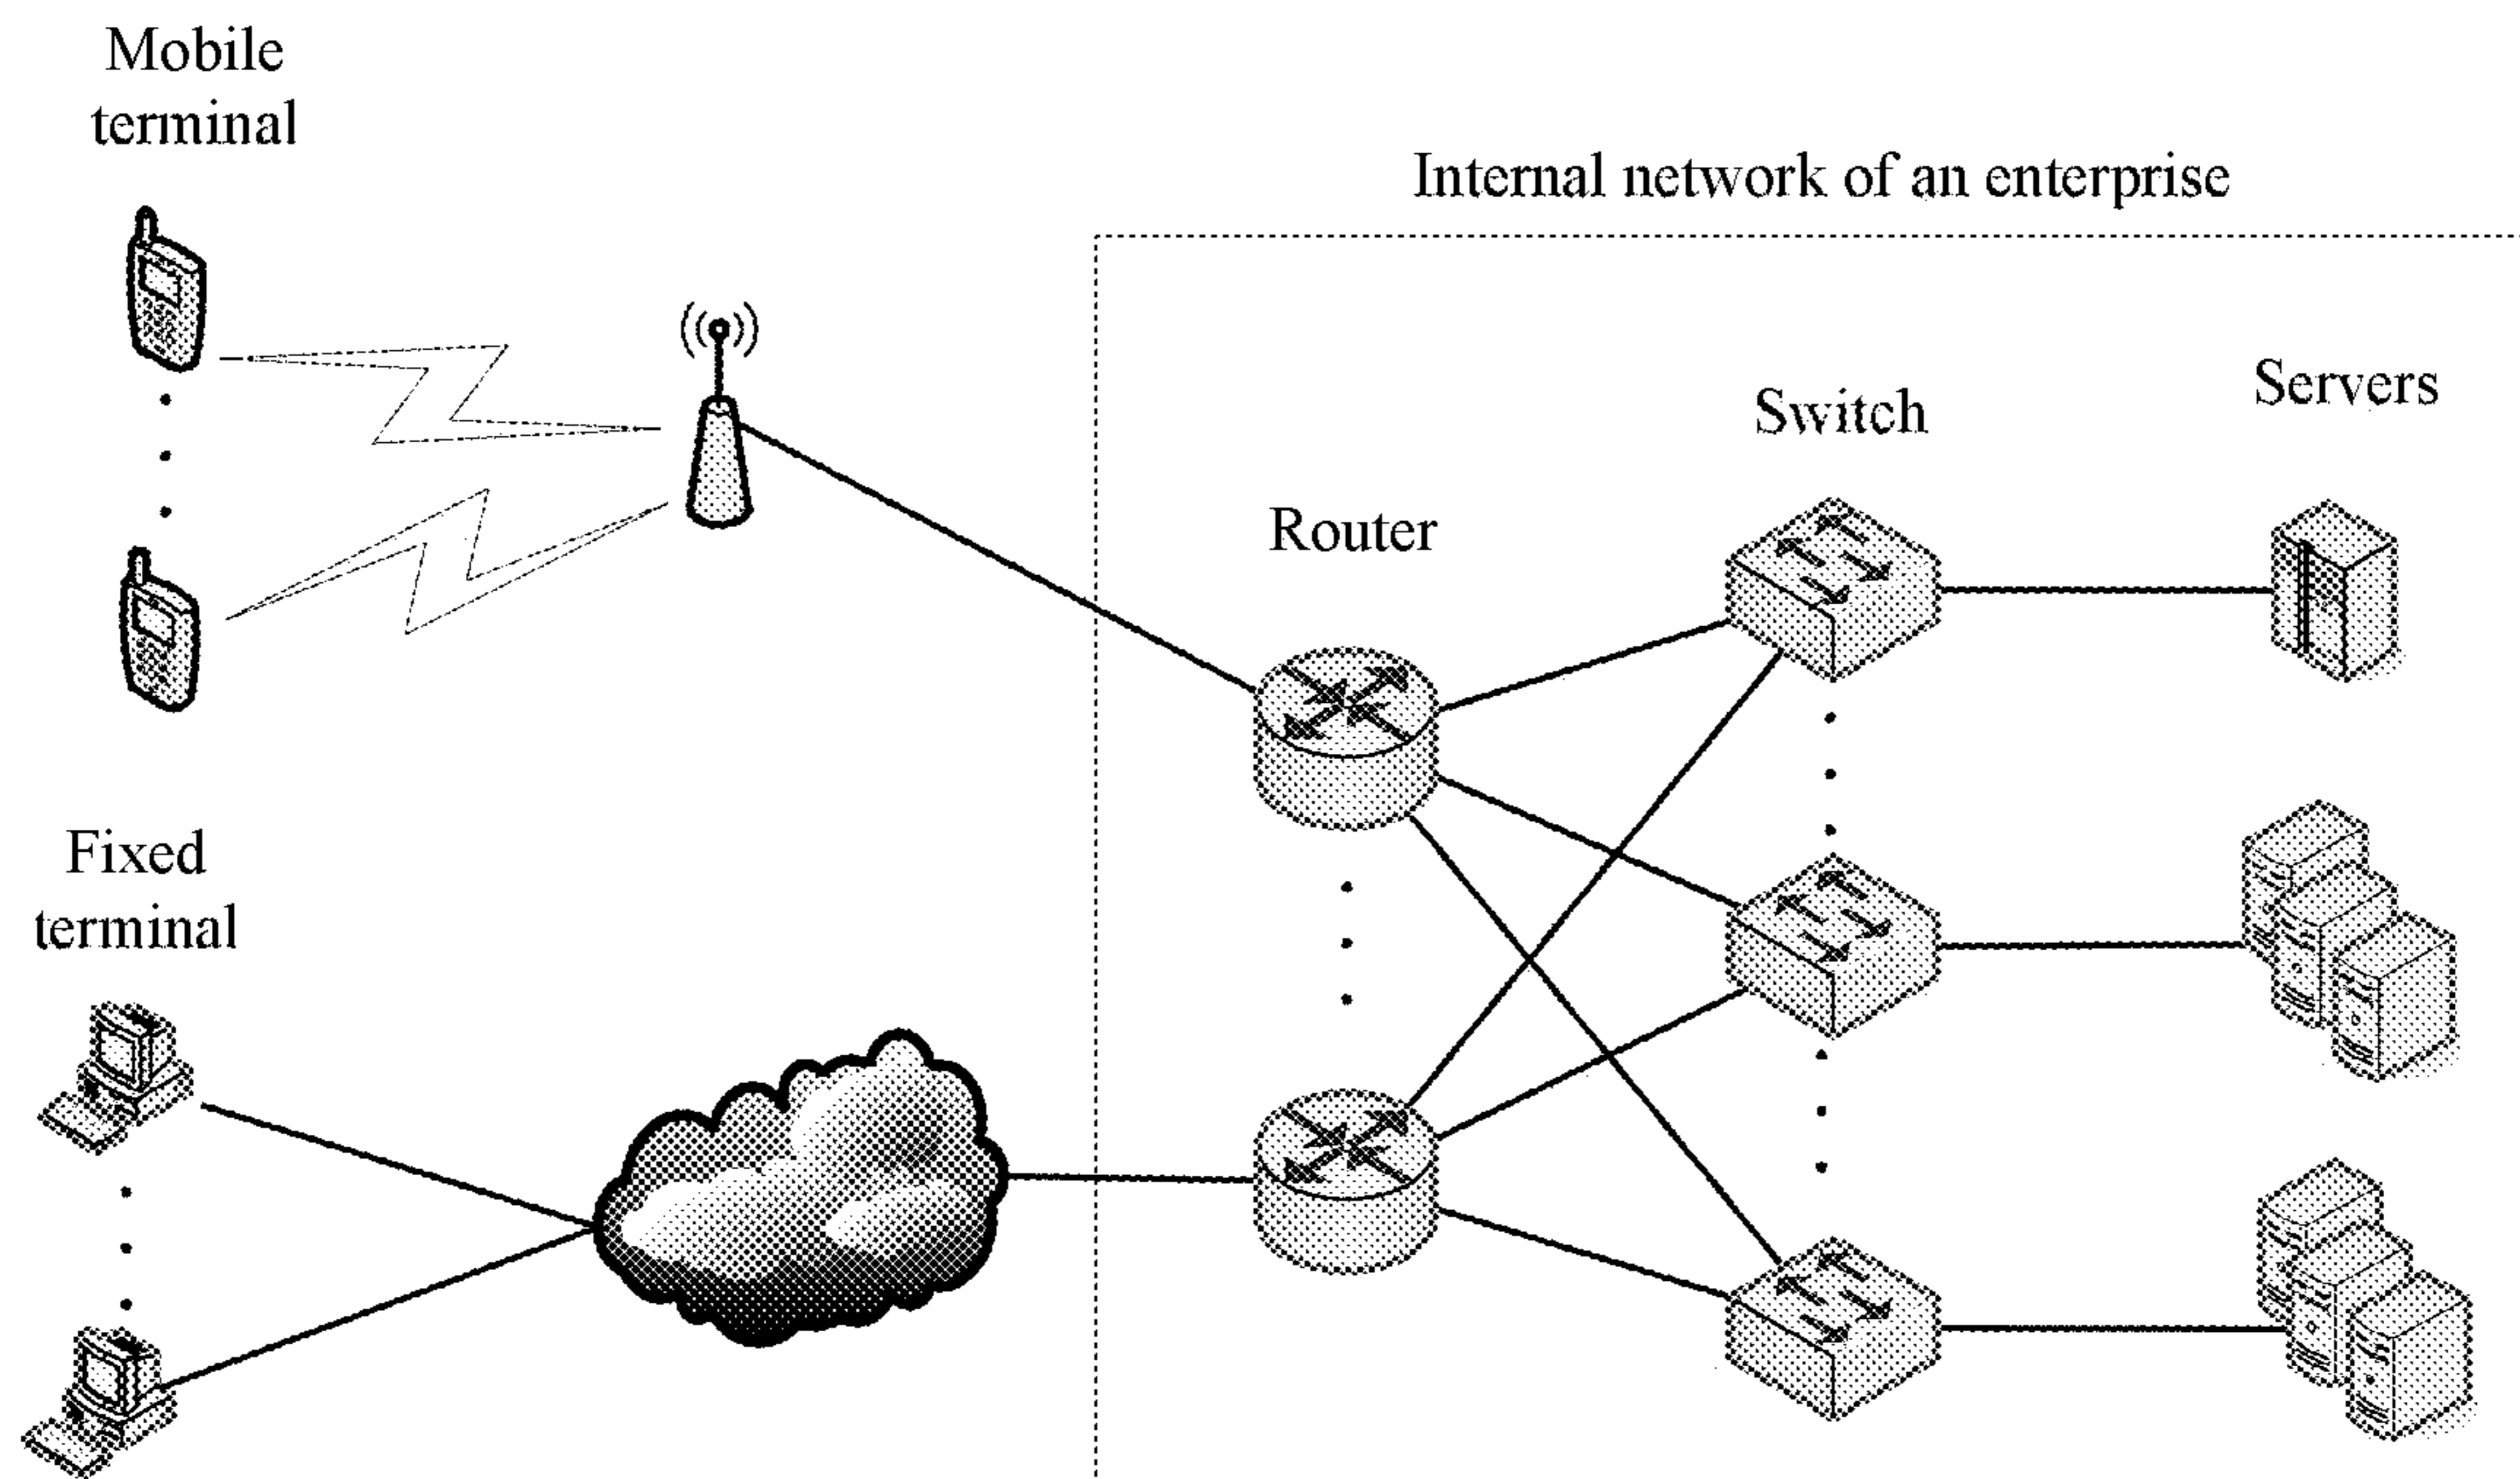 Mobile
terminal
Internal network of an enterprise
Servers
Switch
Router
Fixed
terminal